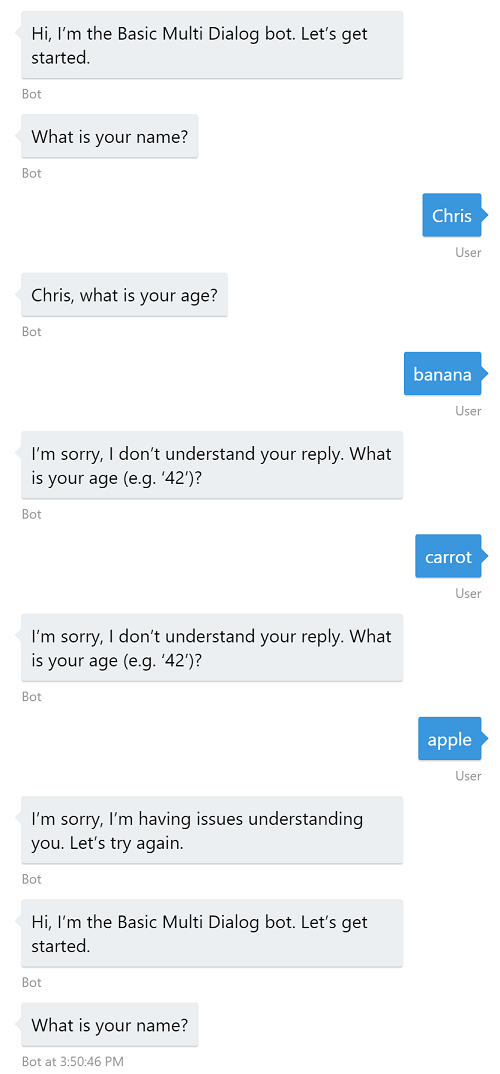 Hi, I’m the Basic Multi Dialog bot. Let’s get
started.
Bot
What is your name?
Bot
Chris
User
Chris, what is your age?
Bot
banana
User
I’m sorry, I don’t understand your reply. What
is your age (e.g. ‘42’)?
Bot
carrot
User
I’m sorry, I don’t understand your reply. What
is your age (e.g. ‘42’)?
Bot
apple
User
I’m sorry, I’m having issues understanding
you. Let’s try again.
Bot
Hi, I’m the Basic Multi Dialog bot. Let’s get
started.
Bot
What is your name?
Bot at 3:50:46 PM